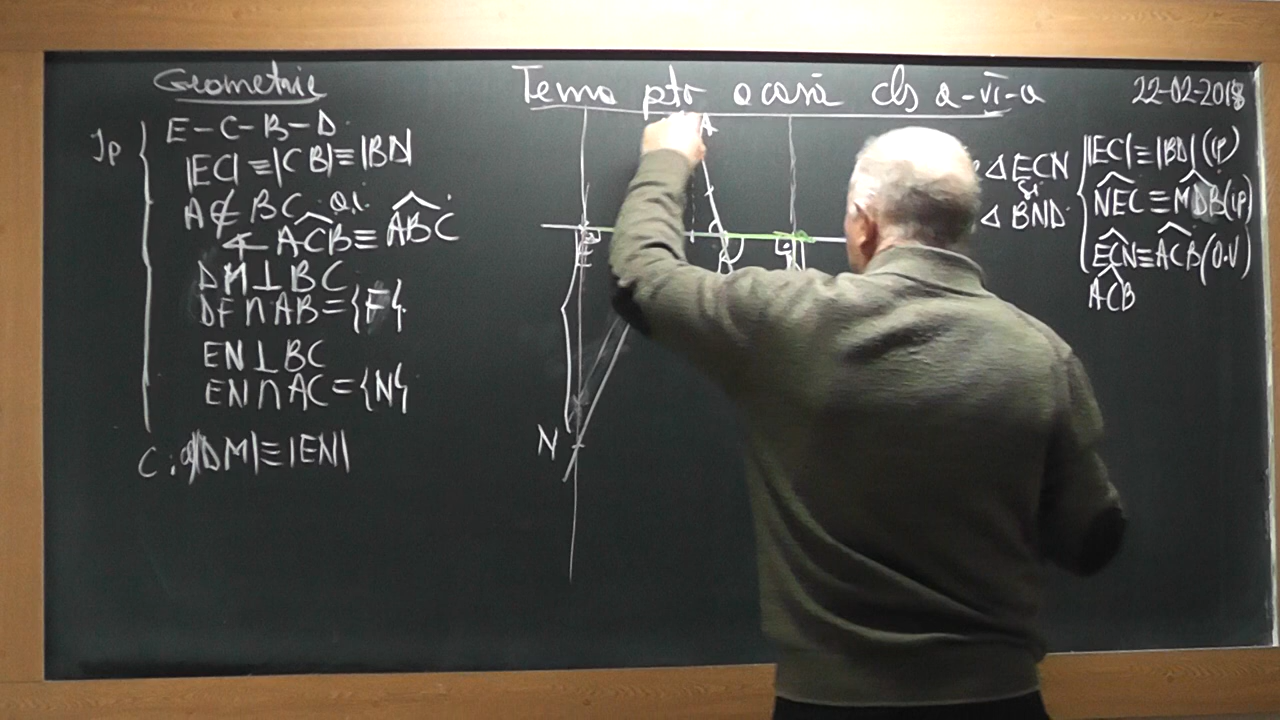 Geometrie
Tema ptr acasă cls a-VI-a
22-02-2018
Ip
E-C-B-D
|EC|≡|CB|≡|BD|
A∉BC a.î.
∢ACB≡ABC
DM⊥BC
DF∩AB={F}
EN⊥BC
EN∩AC={N}
C: a) |DM|≡|EN|
A
E
B
N
△ECN
și
△BND
|EC|≡|BD| (ip)
NEC≡MDB (ip)
ECN≡ACB (O.V)
ACB